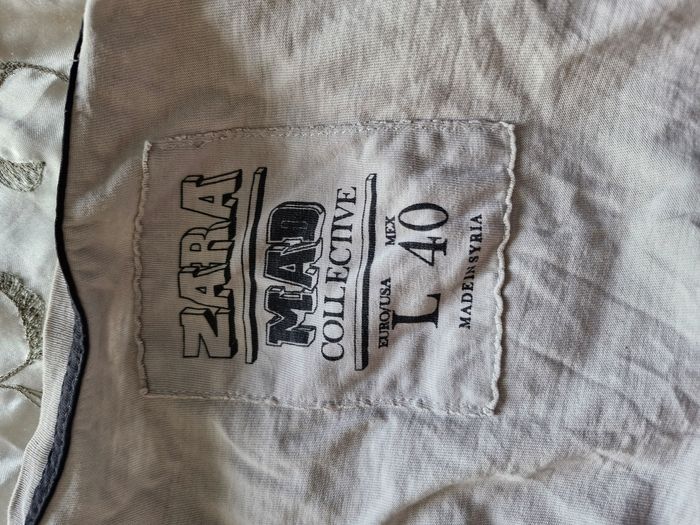 ZARA
MAD
COLLECTIVE
EURO/USA MEX
L 40
MADE IN SYRIA